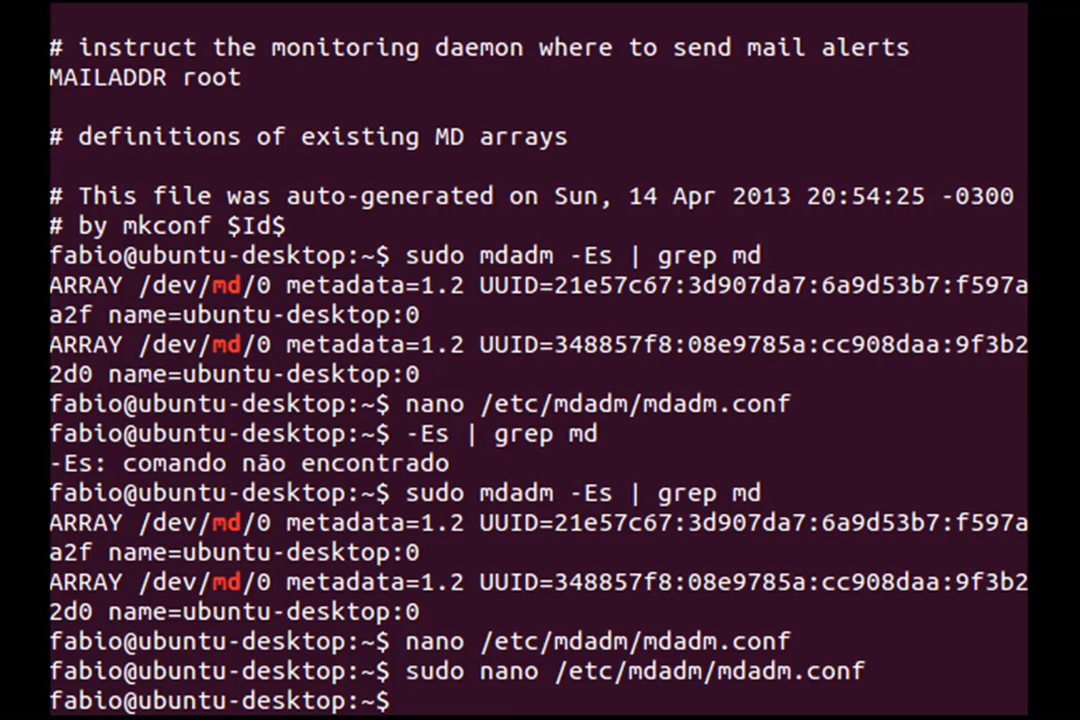 # instruct the monitoring daemon where to send mail alerts
MAILADDR root
# definitions of existing MD arrays
# This file was auto-generated on Sun, 14 Apr 2013 20:54:25 -0300
# by mkconf $Id$
fabio@ubuntu-desktop:~$ sudo mdadm -Es | grep md
ARRAY /dev/md/0 metadata=1.2 UUID=21e57c67:3d907da7:6a9d53b7:f597a
a2f name=ubuntu-desktop:0
ARRAY /dev/md/0 metadata=1.2 UUID=348857f8:08e9785a:cc908daa:9f3b2
2d0 name=ubuntu-desktop:0
fabio@ubuntu-desktop:~$ nano /etc/mdadm/mdadm.conf
fabio@ubuntu-desktop:~$ -Es | grep md
-Es: comando não encontrado
fabio@ubuntu-desktop:~$ sudo mdadm -Es | grep md
ARRAY /dev/md/0 metadata=1.2 UUID=21e57c67:3d907da7:6a9d53b7:f597a
a2f name=ubuntu-desktop:0
ARRAY /dev/md/0 metadata=1.2 UUID=348857f8:08e9785a:cc908daa:9f3b2
2d0 name=ubuntu-desktop:0
fabio@ubuntu-desktop:~$ nano /etc/mdadm/mdadm.conf
fabio@ubuntu-desktop:~$ sudo nano /etc/mdadm/mdadm.conf
fabio@ubuntu-desktop:~$